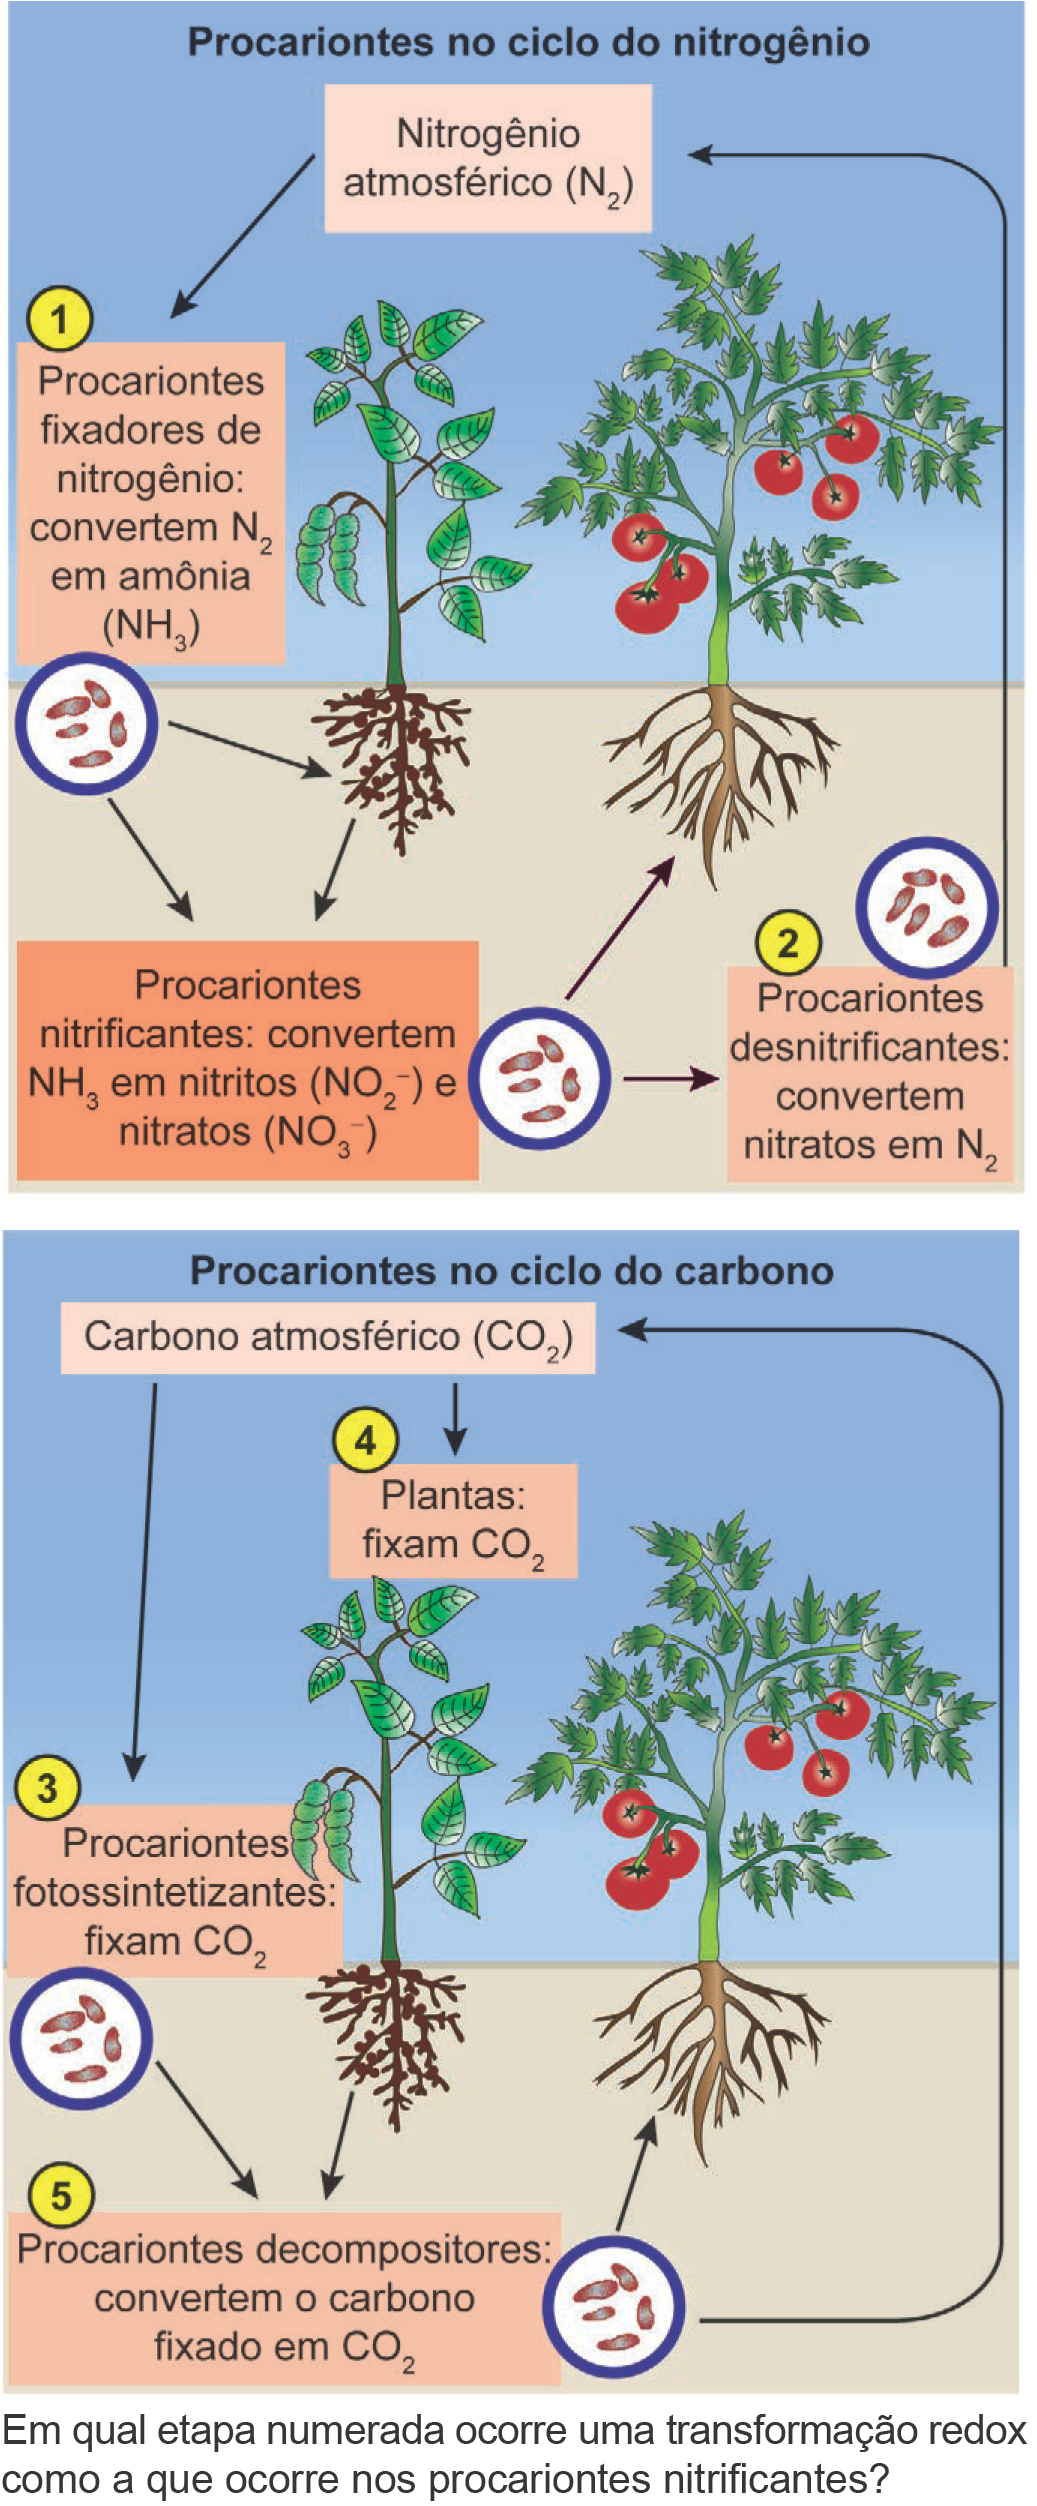 Procariontes no ciclo do nitrogênio
Nitrogênio
atmosférico (N₂)
1
Procariontes
fixadores de
nitrogênio:
convertem N₂
em amônia
(NH₃)
Procariontes
nitrificantes: convertem
NH₃ em nitritos (NO₂⁻) e
nitratos (NO₃⁻)
2
Procariontes
desnitrificantes:
convertem
nitratos em N₂
Procariontes no ciclo do carbono
Carbono atmosférico (CO₂)
4
Plantas:
fixam CO₂
3
Procariontes
fotossintetizantes:
fixam CO₂
5
Procariontes decompositores:
convertem o carbono
fixado em CO₂
Em qual etapa numerada ocorre uma transformação redox
como a que ocorre nos procariontes nitrificantes?